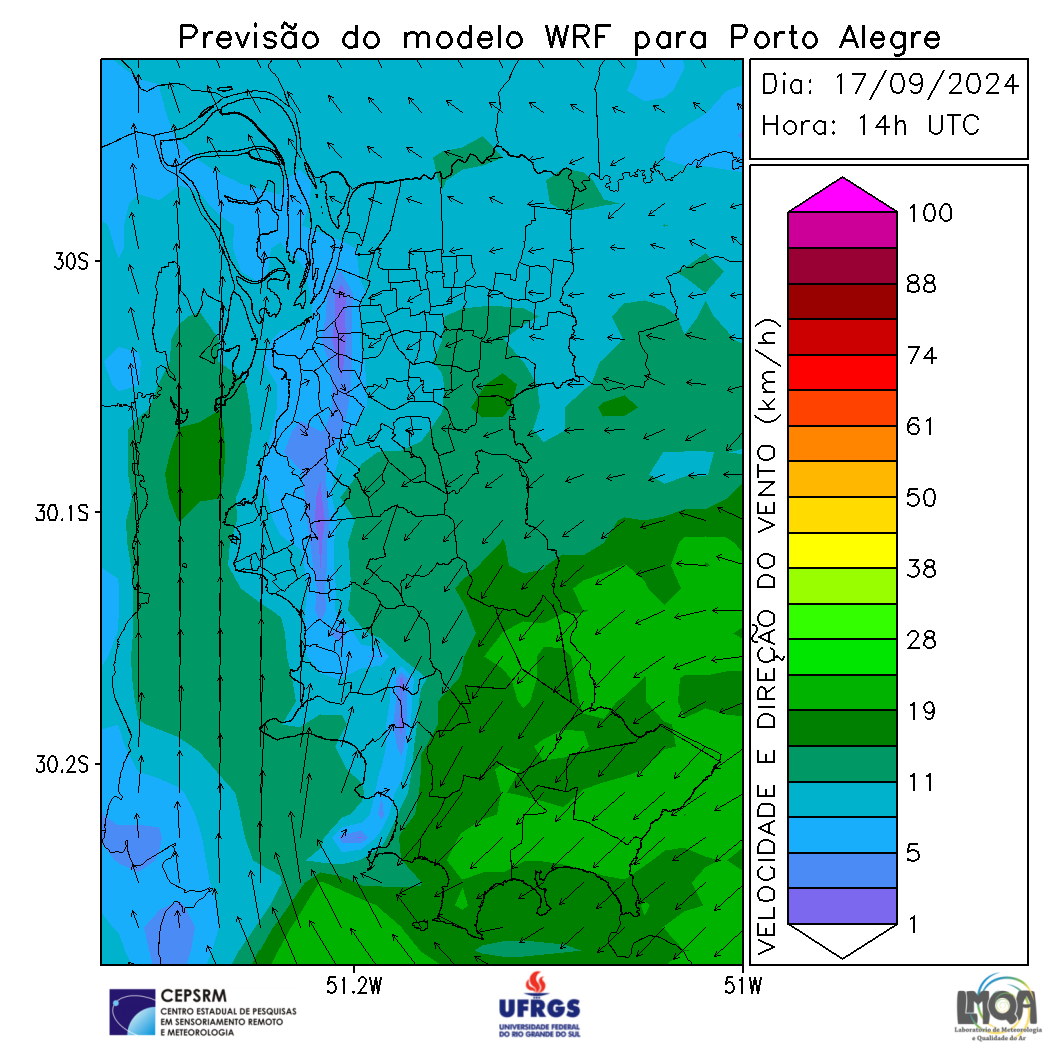 Previsão do modelo WRF para Porto Alegre
Dia: 17/09/2024
Hora: 14h UTC
30S
30.1S
30.2S
51.2W
51W
VELOCIDADE E DIREÇÃO DO VENTO (km/h)
100
88
74
61
50
38
28
19
11
5
1
CEPSRM
CENTRO ESTADUAL DE PESQUISAS
EM SENSORIAMENTO REMOTO
E METEOROLOGIA
UFRGS
UNIVERSIDADE FEDERAL
DO RIO GRANDE DO SUL
LMQA
Laboratório de Meteorologia
e Qualidade do Ar